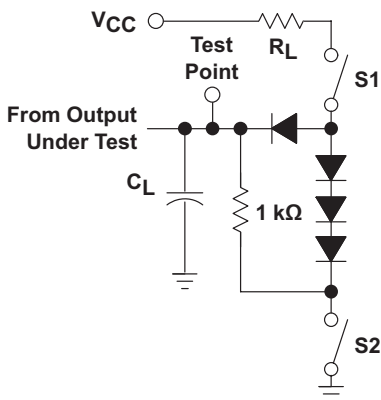 VCC
RL
Test
Point
S1
From Output
Under Test
CL
1 kΩ
S2